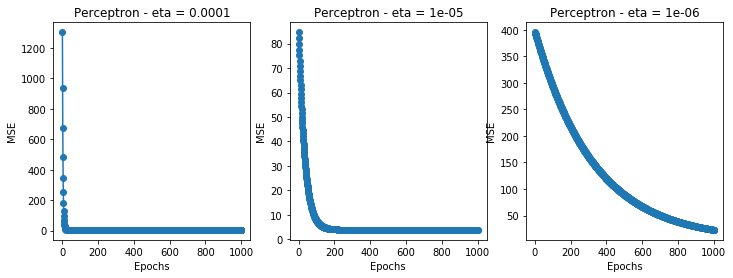 Perceptron - eta = 0.0001
MSE
1200
1000
800
600
400
200
0
0 200 400 600 800 1000
Epochs
Perceptron - eta = 1e-05
MSE
80
70
60
50
40
30
20
10
0
0 200 400 600 800 1000
Epochs
Perceptron - eta = 1e-06
MSE
400
350
300
250
200
150
100
50
0 200 400 600 800 1000
Epochs